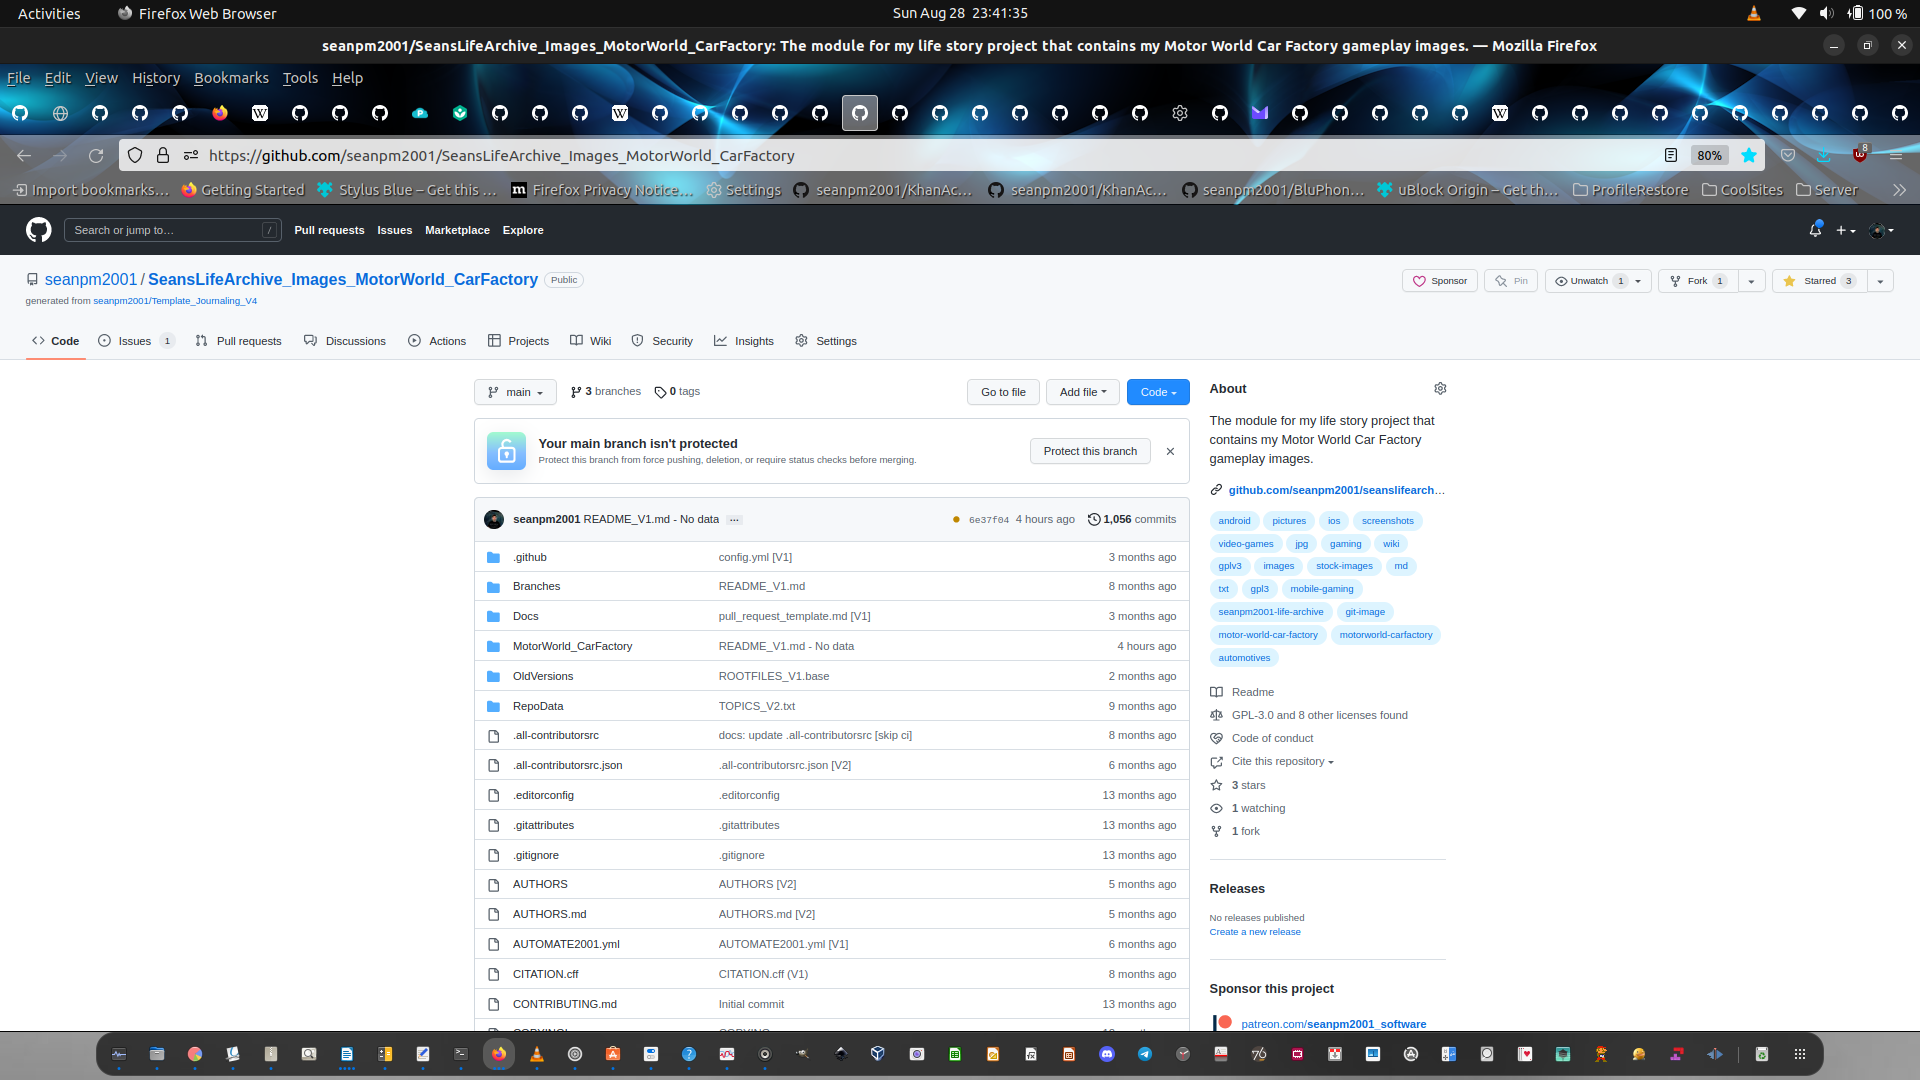 Activities Firefox Web Browser Sun Aug 28 23:41:35 100 %
seanpm2001/SeansLifeArchive_Images_MotorWorld_CarFactory: The module for my life story project that contains my Motor World Car Factory gameplay images. — Mozilla Firefox
File Edit View History Bookmarks Tools Help
https://github.com/seanpm2001/SeansLifeArchive_Images_MotorWorld_CarFactory 80% 8
Import bookmarks… Getting Started Stylus Blue – Get this … Firefox Privacy Notice… Settings seanpm2001/KhanAc… seanpm2001/KhanAc… seanpm2001/BluPhon… uBlock Origin – Get th… ProfileRestore CoolSites Server
Search or jump to… / Pull requests Issues Marketplace Explore
seanpm2001 / SeansLifeArchive_Images_MotorWorld_CarFactory Public Sponsor Pin Unwatch 1 Fork 1 Starred 3
generated from seanpm2001/Template_Journaling_V4
Code Issues 1 Pull requests Discussions Actions Projects Wiki Security Insights Settings
main 3 branches 0 tags Go to file Add file Code
Your main branch isn't protected
Protect this branch from force pushing, deletion, or require status checks before merging.
Protect this branch
seanpm2001 README_V1.md - No data … 6e37f04 4 hours ago 1,056 commits
.github config.yml [V1] 3 months ago
Branches README_V1.md 8 months ago
Docs pull_request_template.md [V1] 3 months ago
MotorWorld_CarFactory README_V1.md - No data 4 hours ago
OldVersions ROOTFILES_V1.base 2 months ago
RepoData TOPICS_V2.txt 9 months ago
.all-contributorsrc docs: update .all-contributorsrc [skip ci] 8 months ago
.all-contributorsrc.json .all-contributorsrc.json [V2] 6 months ago
.editorconfig .editorconfig 13 months ago
.gitattributes .gitattributes 13 months ago
.gitignore .gitignore 13 months ago
AUTHORS AUTHORS [V2] 5 months ago
AUTHORS.md AUTHORS.md [V2] 5 months ago
AUTOMATE2001.yml AUTOMATE2001.yml [V1] 6 months ago
CITATION.cff CITATION.cff (V1) 8 months ago
CONTRIBUTING.md Initial commit 13 months ago
About
The module for my life story project that
contains my Motor World Car Factory
gameplay images.
github.com/seanpm2001/seanslifearch…
android pictures ios screenshots
video-games jpg gaming wiki
gplv3 images stock-images md
txt gpl3 mobile-gaming
seanpm2001-life-archive git-image
motor-world-car-factory motorworld-carfactory
automotives
Readme
GPL-3.0 and 8 other licenses found
Code of conduct
Cite this repository
3 stars
1 watching
1 fork
Releases
No releases published
Create a new release
Sponsor this project
patreon.com/seanpm2001_software